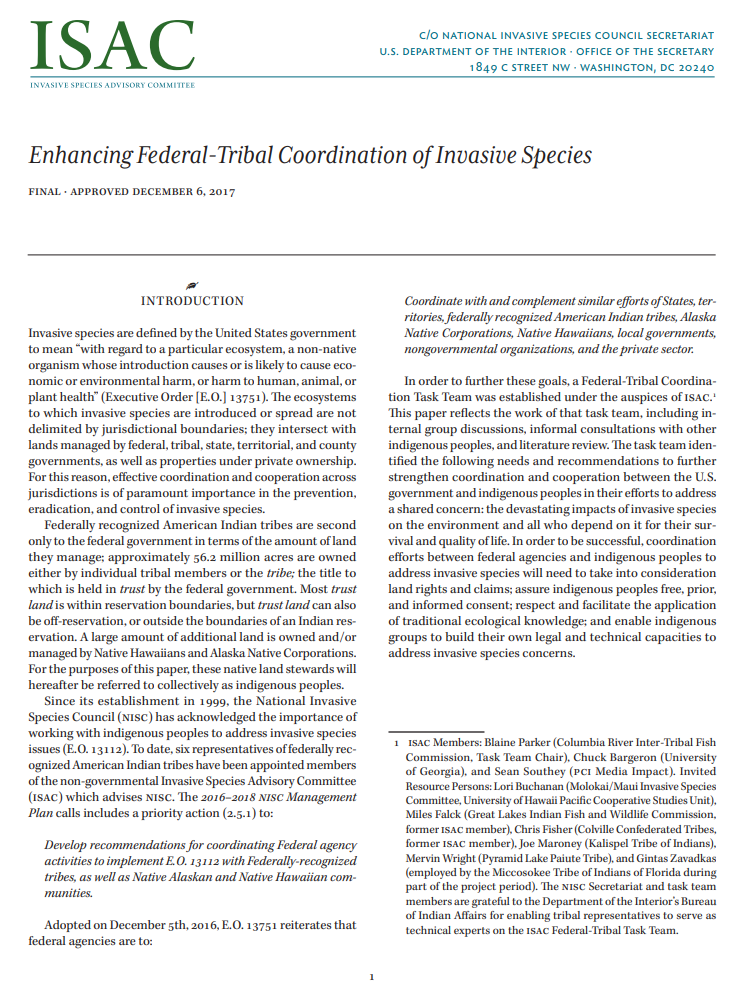 ISAC
INVASIVE SPECIES ADVISORY COMMITTEE
C/O NATIONAL INVASIVE SPECIES COUNCIL SECRETARIAT
U.S. DEPARTMENT OF THE INTERIOR · OFFICE OF THE SECRETARY
1849 C STREET NW · WASHINGTON, DC 20240
Enhancing Federal-Tribal Coordination of Invasive Species
FINAL · APPROVED DECEMBER 6, 2017
INTRODUCTION
Invasive species are defined by the United States government
to mean “with regard to a particular ecosystem, a non-native
organism whose introduction causes or is likely to cause eco-
nomic or environmental harm, or harm to human, animal, or
plant health” (Executive Order [E.O.] 13751). The ecosystems
to which invasive species are introduced or spread are not
delimited by jurisdictional boundaries; they intersect with
lands managed by federal, tribal, state, territorial, and county
governments, as well as properties under private ownership.
For this reason, effective coordination and cooperation across
jurisdictions is of paramount importance in the prevention,
eradication, and control of invasive species.
Federally recognized American Indian tribes are second
only to the federal government in terms of the amount of land
they manage; approximately 56.2 million acres are owned
either by individual tribal members or the tribe; the title to
which is held in trust by the federal government. Most trust
land is within reservation boundaries, but trust land can also
be off-reservation, or outside the boundaries of an Indian res-
ervation. A large amount of additional land is owned and/or
managed by Native Hawaiians and Alaska Native Corporations.
For the purposes of this paper, these native land stewards will
hereafter be referred to collectively as indigenous peoples.
Since its establishment in 1999, the National Invasive
Species Council (NISC) has acknowledged the importance of
working with indigenous peoples to address invasive species
issues (E.O. 13112). To date, six representatives of federally rec-
ognized American Indian tribes have been appointed members
of the non-governmental Invasive Species Advisory Committee
(ISAC) which advises NISC. The 2016–2018 NISC Management
Plan calls includes a priority action (2.5.1) to:
Develop recommendations for coordinating Federal agency
activities to implement E.O. 13112 with Federally-recognized
tribes, as well as Native Alaskan and Native Hawaiian com-
munities.
Adopted on December 5th, 2016, E.O. 13751 reiterates that
federal agencies are to:
Coordinate with and complement similar efforts of States, ter-
ritories, federally recognized American Indian tribes, Alaska
Native Corporations, Native Hawaiians, local governments,
nongovernmental organizations, and the private sector.
In order to further these goals, a Federal-Tribal Coordina-
tion Task Team was established under the auspices of ISAC.1
This paper reflects the work of that task team, including in-
ternal group discussions, informal consultations with other
indigenous peoples, and literature review. The task team iden-
tified the following needs and recommendations to further
strengthen coordination and cooperation between the U.S.
government and indigenous peoples in their efforts to address
a shared concern: the devastating impacts of invasive species
on the environment and all who depend on it for their sur-
vival and quality of life. In order to be successful, coordination
efforts between federal agencies and indigenous peoples to
address invasive species will need to take into consideration
land rights and claims; assure indigenous peoples free, prior,
and informed consent; respect and facilitate the application
of traditional ecological knowledge; and enable indigenous
groups to build their own legal and technical capacities to
address invasive species concerns.
1 ISAC Members: Blaine Parker (Columbia River Inter-Tribal Fish
Commission, Task Team Chair), Chuck Bargeron (University
of Georgia), and Sean Southey (PCI Media Impact). Invited
Resource Persons: Lori Buchanan (Molokai/Maui Invasive Species
Committee, University of Hawaii Pacific Cooperative Studies Unit),
Miles Falck (Great Lakes Indian Fish and Wildlife Commission,
former ISAC member), Chris Fisher (Colville Confederated Tribes,
former ISAC member), Joe Maroney (Kalispel Tribe of Indians),
Mervin Wright (Pyramid Lake Paiute Tribe), and Gintas Zavadkas
(employed by the Miccosokee Tribe of Indians of Florida during
part of the project period). The NISC Secretariat and task team
members are grateful to the Department of the Interior’s Bureau
of Indian Affairs for enabling tribal representatives to serve as
technical experts on the ISAC Federal-Tribal Task Team.
1